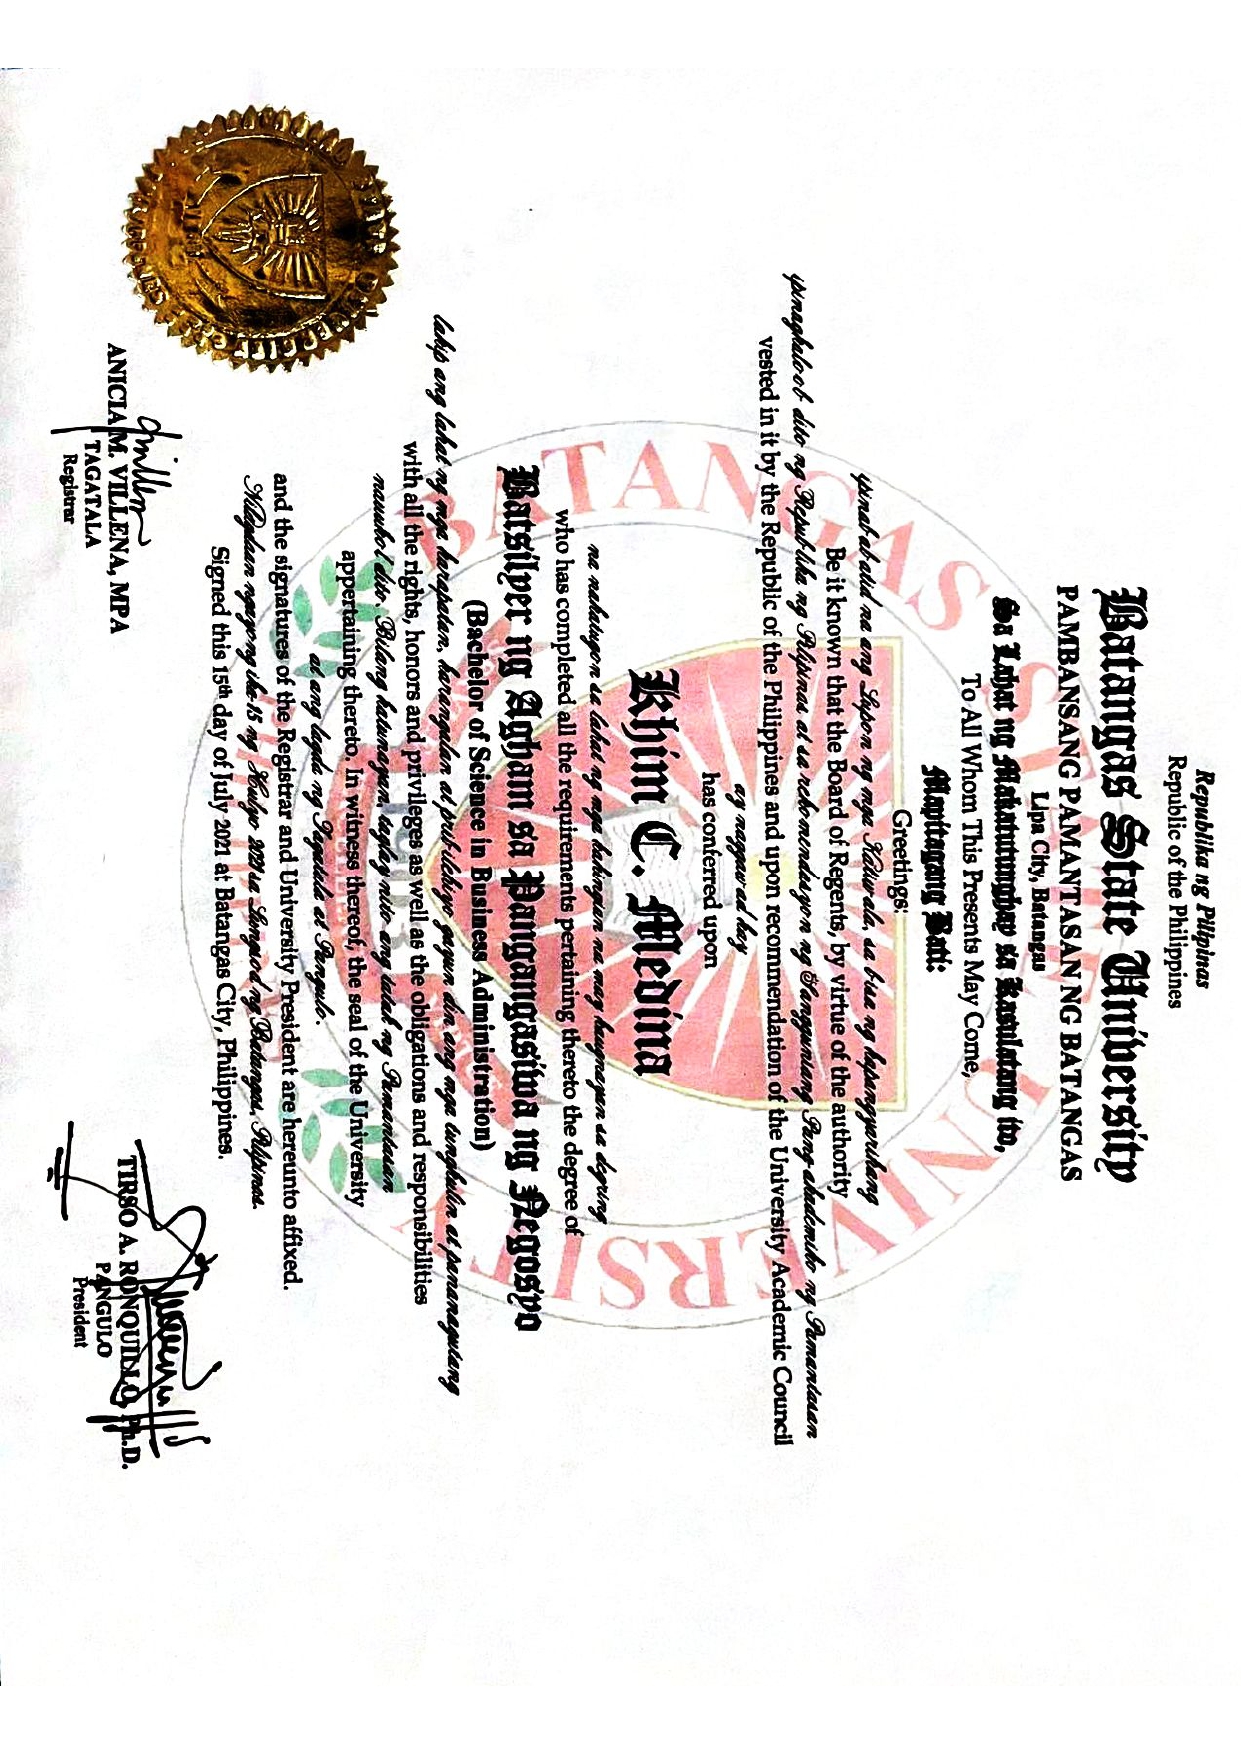 Republika ng Pilipinas
Republic of the Philippines
Batangas State University
PAMBANSANG PAMANTASAN NG BATANGAS
Lipa City, Batangas
Sa Lahat ng Makatutunghay sa Kasulatang ito,
To All Whom This Presents May Come,
Mapitagang Bati:
Greetings:
ipinababatid na ang Lupon ng mga Katiwala, sa bisa ng kapangyarihang
Be it known that the Board of Regents, by virtue of the authority
ipinagkaloob dito ng Republika ng Pilipinas at sa rekomendasyon ng Sangguniang Pang-akademiko ng Pamantasan
vested in it by the Republic of the Philippines and upon recommendation of the University Academic Council
ay naggawad kay
has conferred upon
Khim C. Medina
na nakatugon sa lahat ng mga kahingian na may kaugnayan sa degring
who has completed all the requirements pertaining thereto the degree of
Batsilyer ng Agham sa Pangangasiwa ng Negosyo
(Bachelor of Science in Business Administration)
lakip ang lahat ng mga karapatan, karangalan at pribilehiyo gayun din ang mga tungkulin at pananagutang
with all the rights, honors and privileges as well as the obligations and responsibilities
nauukol dito. Bilang katunayan, taglay nito ang tatak ng Pamantasan
appertaining thereto. In witness thereof, the seal of the University
at ang lagda ng Tagatala at Pangulo.
and the signatures of the Registrar and University President are hereunto affixed.
Nilagdaan ngayong ika-15 ng Hulyo 2021 sa Lungsod ng Batangas, Pilipinas.
Signed this 15th day of July 2021 at Batangas City, Philippines.
ANICIA M. VILLENA, MPA
TAGATALA
Registrar
TIRSO A. RONQUILLO, Ph.D.
PANGULO
President
BATANGAS STATE UNIVERSITY
1903
PHILIPPINES